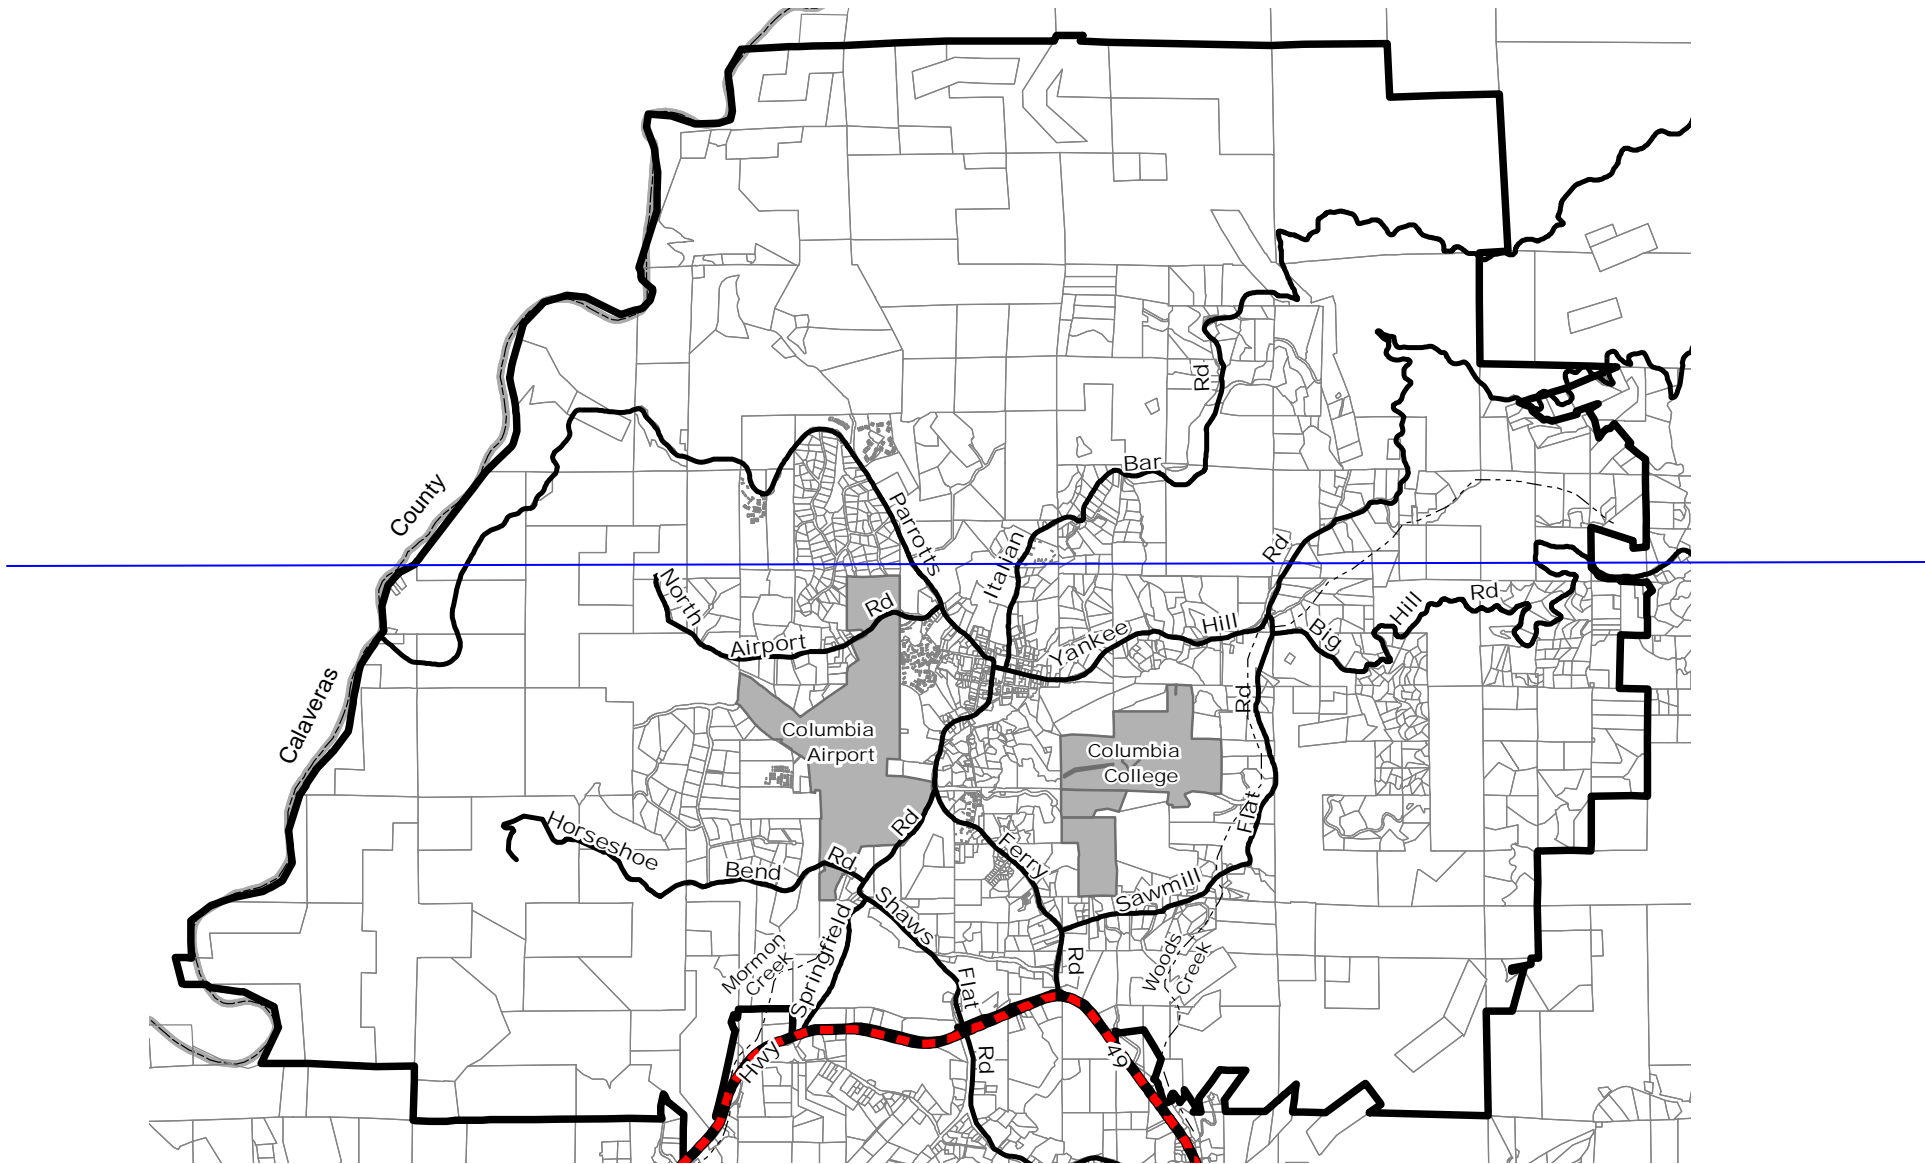 Rd
Bar
County
Parrotts
Italian
Rd
North
Rd
Hill
Rd
Airport
Yankee
Hill
Big
Calaveras
Rd
Columbia
Airport
Columbia
College
Horseshoe
Bend
Rd
Rd
Ferry
Flat
Sawmill
Shaws
Springfield
Mormon
Creek
Flat
Rd
Woods
Creek
Hwy
Rd
49